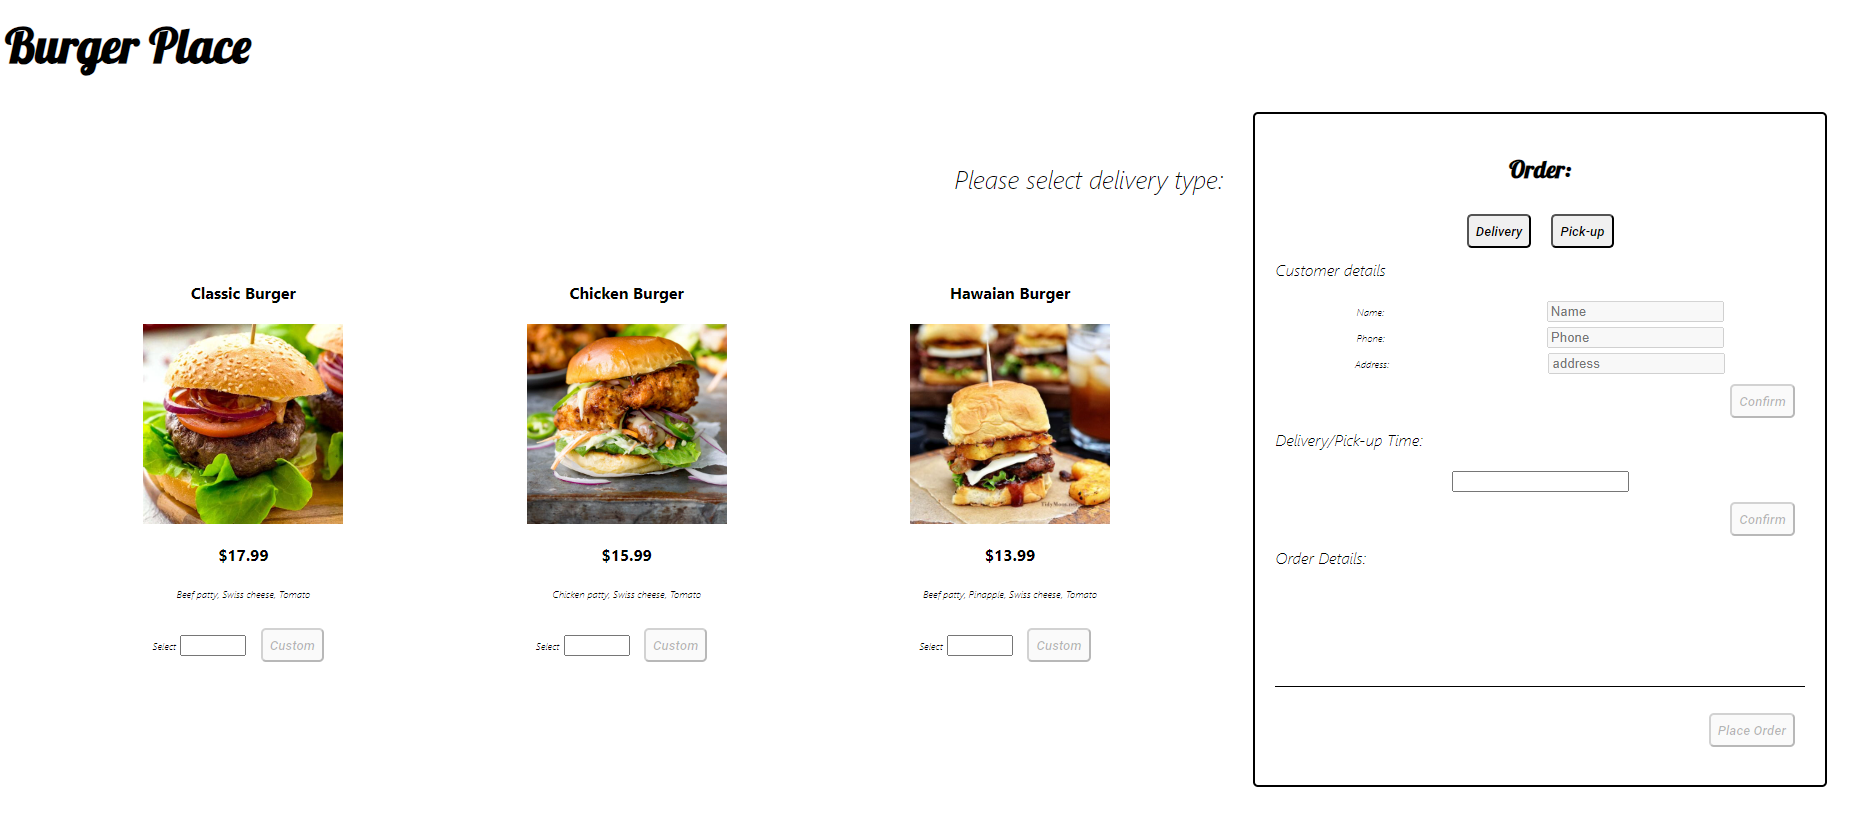 Burger Place
Please select delivery type:
Classic Burger
$17.99
Beef patty, Swiss cheese, Tomato
Select
Custom
Chicken Burger
$15.99
Chicken patty, Swiss cheese, Tomato
Select
Custom
Hawaian Burger
$13.99
Beef patty, Pinapple, Swiss cheese, Tomato
Select
Custom
Order:
Delivery
Pick-up
Customer details
Name:
Name
Phone:
Phone
Address:
address
Confirm
Delivery/Pick-up Time:
Confirm
Order Details:
Place Order